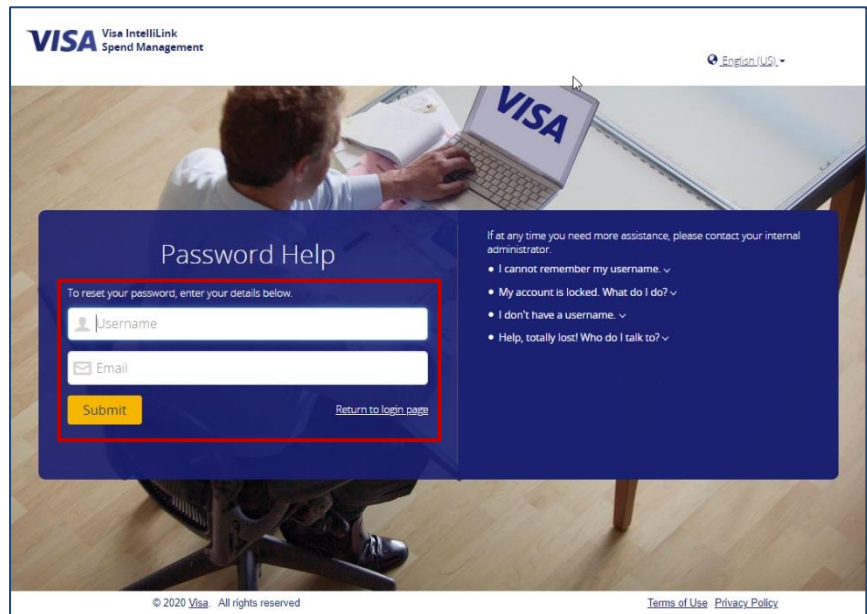 VISA Visa IntelliLink
Spend Management
English (US)
VISA
Password Help
To reset your password, enter your details below.
Username
Email
Submit
Return to login page
If at any time you need more assistance, please contact your internal
administrator.
• I cannot remember my username.
• My account is locked. What do I do?
• I don't have a username.
• Help, totally lost! Who do I talk to?
© 2020 Visa. All rights reserved
Terms of Use Privacy Policy